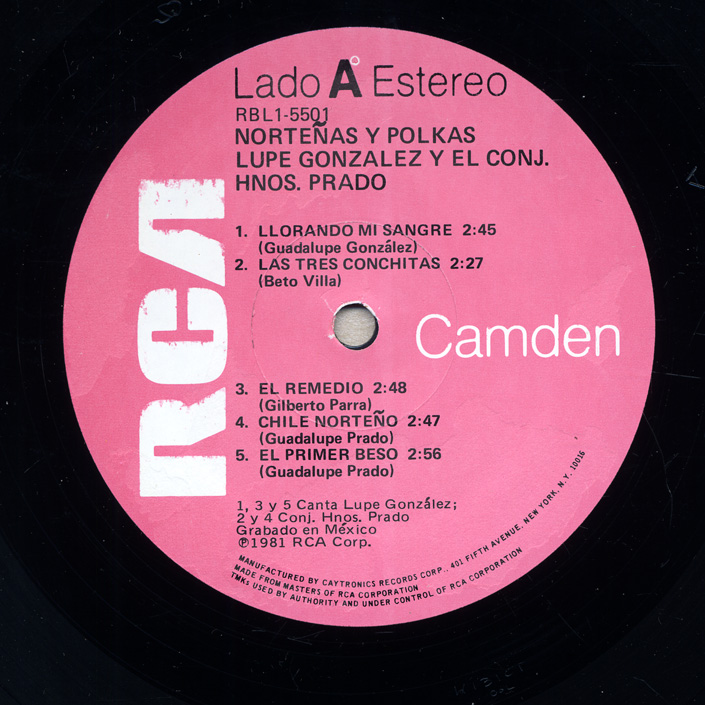 Lado A Estereo
RBL1-5501
NORTEÑAS Y POLKAS
LUPE GONZALEZ Y EL CONJ.
HNOS. PRADO
1. LLORANDO MI SANGRE 2:45
(Guadalupe González)
2. LAS TRES CONCHITAS 2:27
(Beto Villa)
RCA
Camden
3. EL REMEDIO 2:48
(Gilberto Parra)
4. CHILE NORTEÑO 2:47
(Guadalupe Prado)
5. EL PRIMER BESO 2:56
(Guadalupe Prado)
1, 3 y 5 Canta Lupe González;
2 y 4 Conj. Hnos. Prado
Grabado en México
℗1981 RCA Corp.
MANUFACTURED BY CAYTRONICS RECORDS CORP., 401 FIFTH AVENUE, NEW YORK, N.Y. 10016
MADE FROM MASTERS OF RCA CORPORATION
TMKs USED BY AUTHORITY AND UNDER CONTROL OF RCA CORPORATION